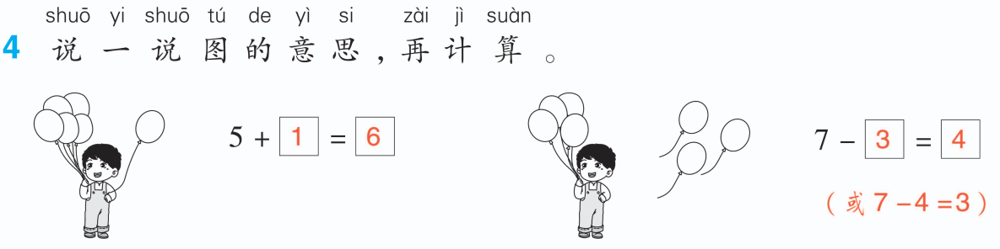 shuō yi shuō tú de yì si zài jì suàn
4 说一说图的意思，再计算。
5 + 1 = 6
7 − 3 = 4
（或 7 − 4 = 3）